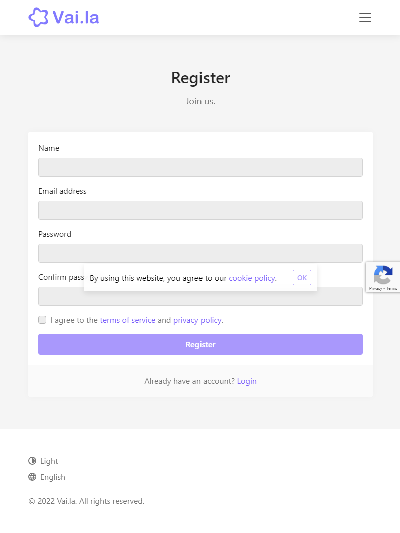 Vai.la
Register
Join us.
Name
Email address
Password
Confirm pass
By using this website, you agree to our cookie policy.
OK
Privacy - Terms
I agree to the terms of service and privacy policy.
Register
Already have an account? Login
Light
English
© 2022 Vai.la. All rights reserved.